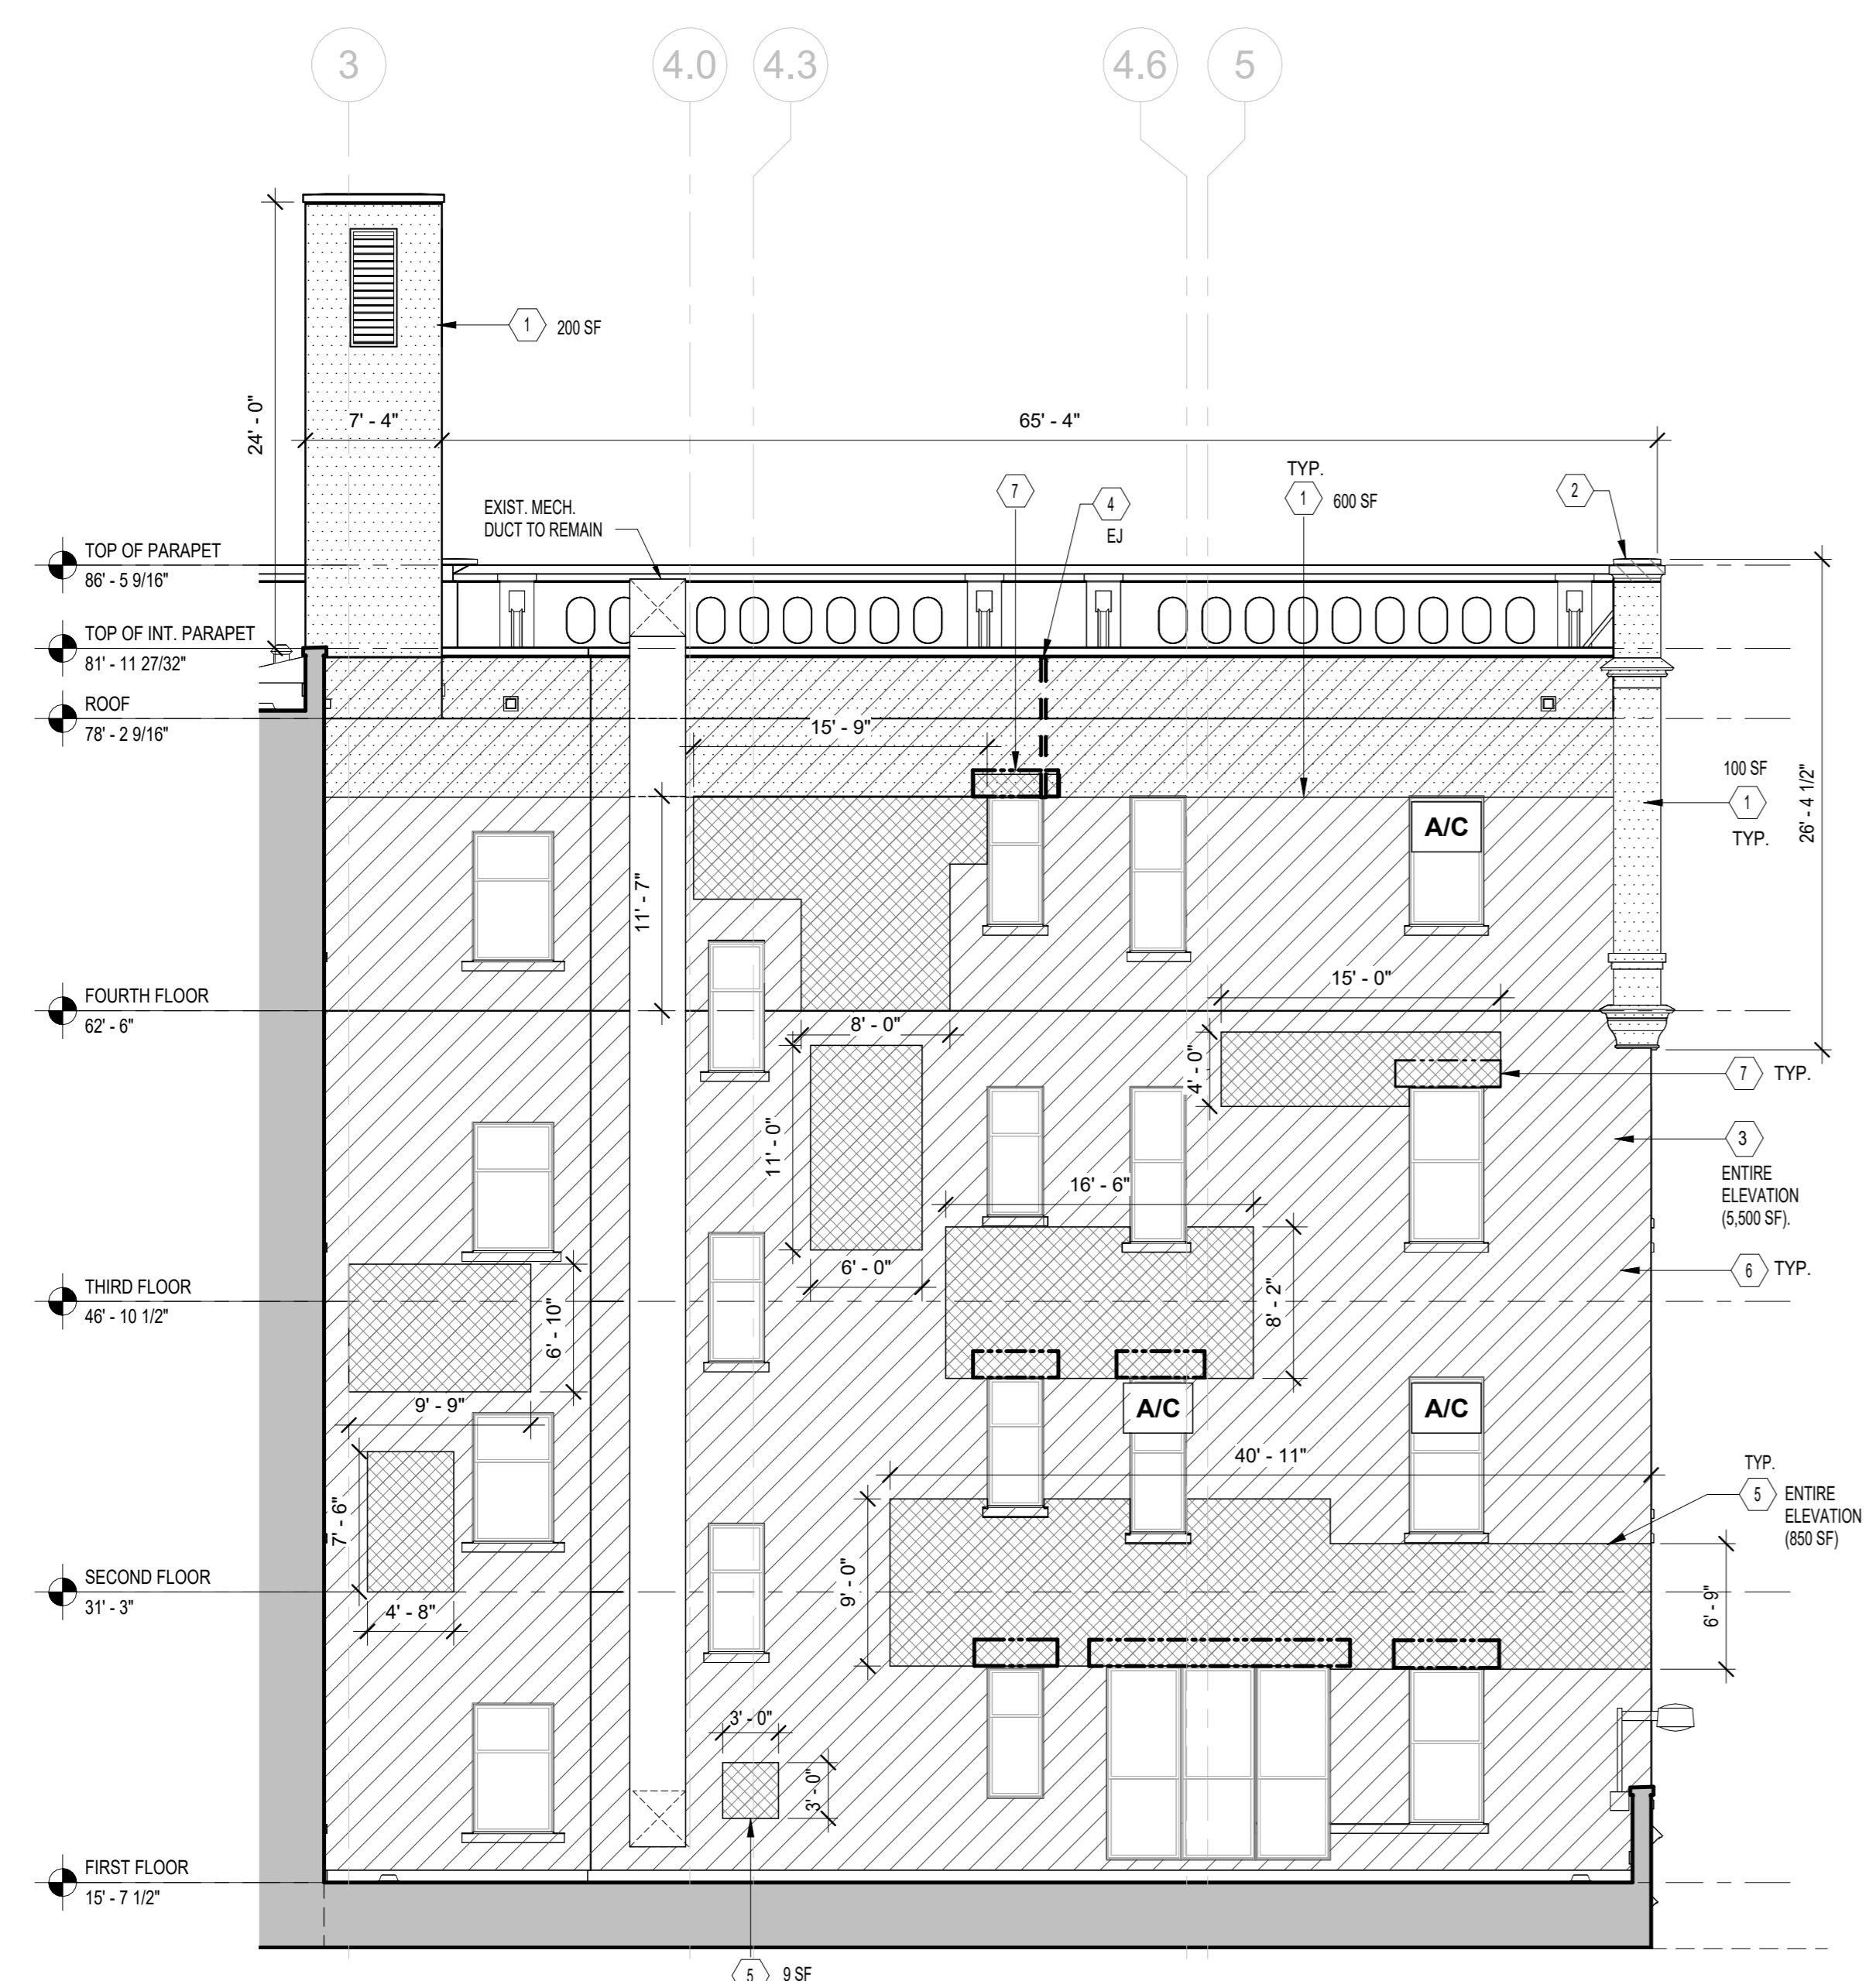 3
4.0
4.3
4.6
5
1
200 SF
24' - 0"
7' - 4"
65' - 4"
TYP.
1
600 SF
7
4
EJ
2
EXIST. MECH.
DUCT TO REMAIN
TOP OF PARAPET
86' - 5 9/16"
TOP OF INT. PARAPET
81' - 11 27/32"
ROOF
78' - 2 9/16"
15' - 9"
100 SF
1
TYP.
26' - 4 1/2"
A/C
11' - 7"
FOURTH FLOOR
62' - 6"
15' - 0"
8' - 0"
4' - 0"
7
TYP.
11' - 0"
3
ENTIRE
ELEVATION
(5,500 SF).
16' - 6"
6' - 0"
8' - 2"
6
TYP.
THIRD FLOOR
46' - 10 1/2"
6' - 10"
9' - 9"
A/C
A/C
40' - 11"
TYP.
5
ENTIRE
ELEVATION
(850 SF)
7' - 6"
9' - 0"
SECOND FLOOR
31' - 3"
4' - 8"
6' - 9"
3' - 0"
3' - 0"
FIRST FLOOR
15' - 7 1/2"
5
9 SF